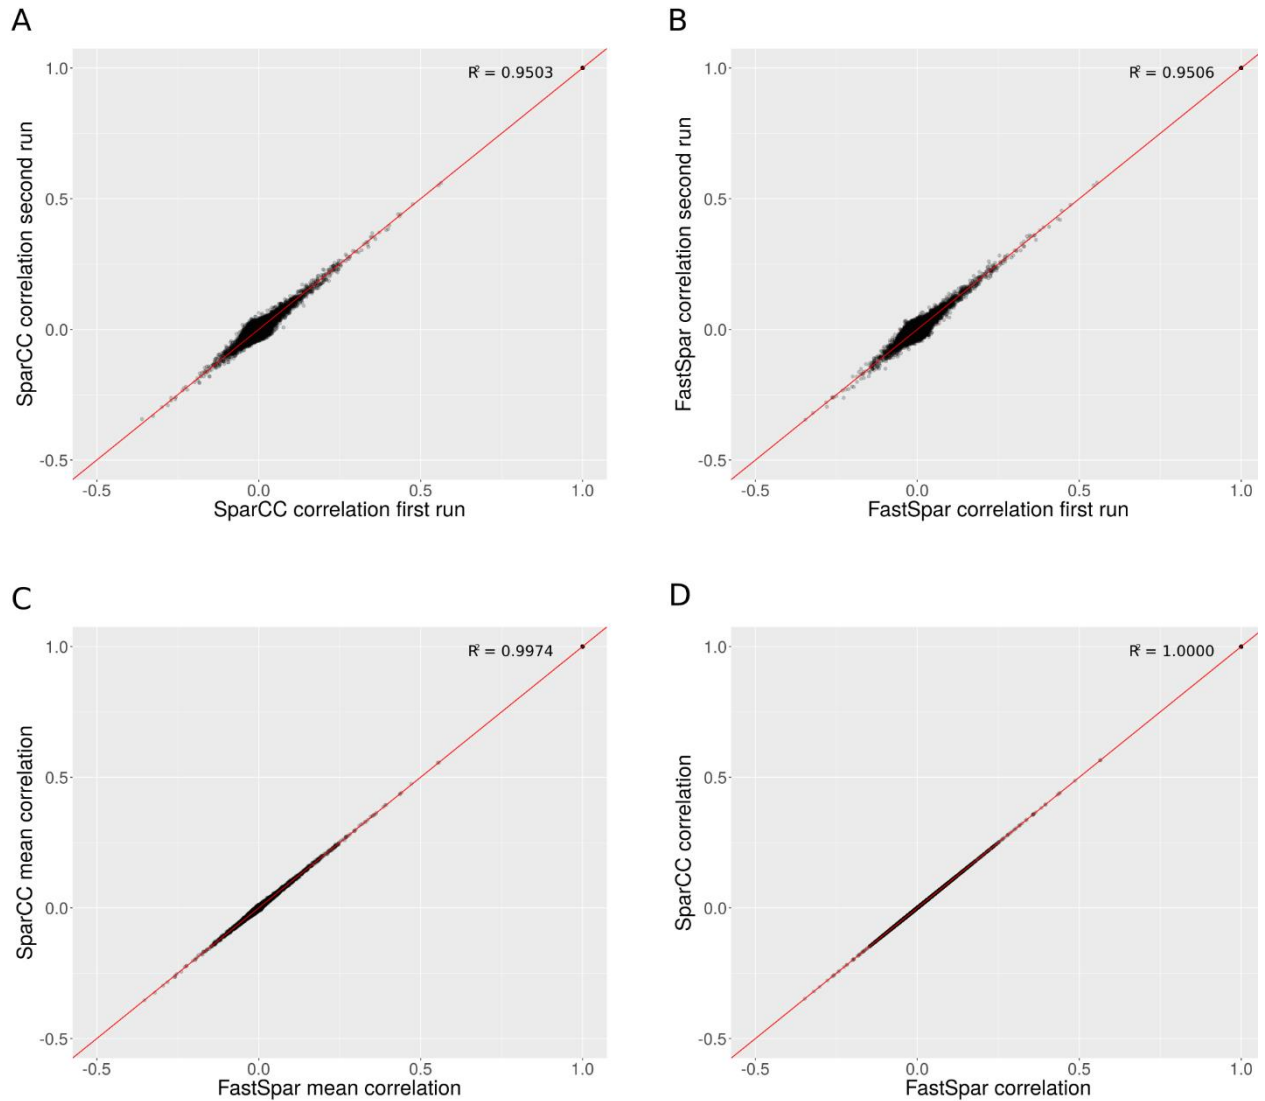 A
R² = 0.9503
SparCC correlation second run
1.0
0.5
0.0
-0.5
-0.5 0.0 0.5 1.0
SparCC correlation first run
B
R² = 0.9506
FastSpar correlation second run
1.0
0.5
0.0
-0.5
-0.5 0.0 0.5 1.0
FastSpar correlation first run
C
R² = 0.9974
SparCC mean correlation
1.0
0.5
0.0
-0.5
-0.5 0.0 0.5 1.0
FastSpar mean correlation
D
R² = 1.0000
SparCC correlation
1.0
0.5
0.0
-0.5
-0.5 0.0 0.5 1.0
FastSpar correlation